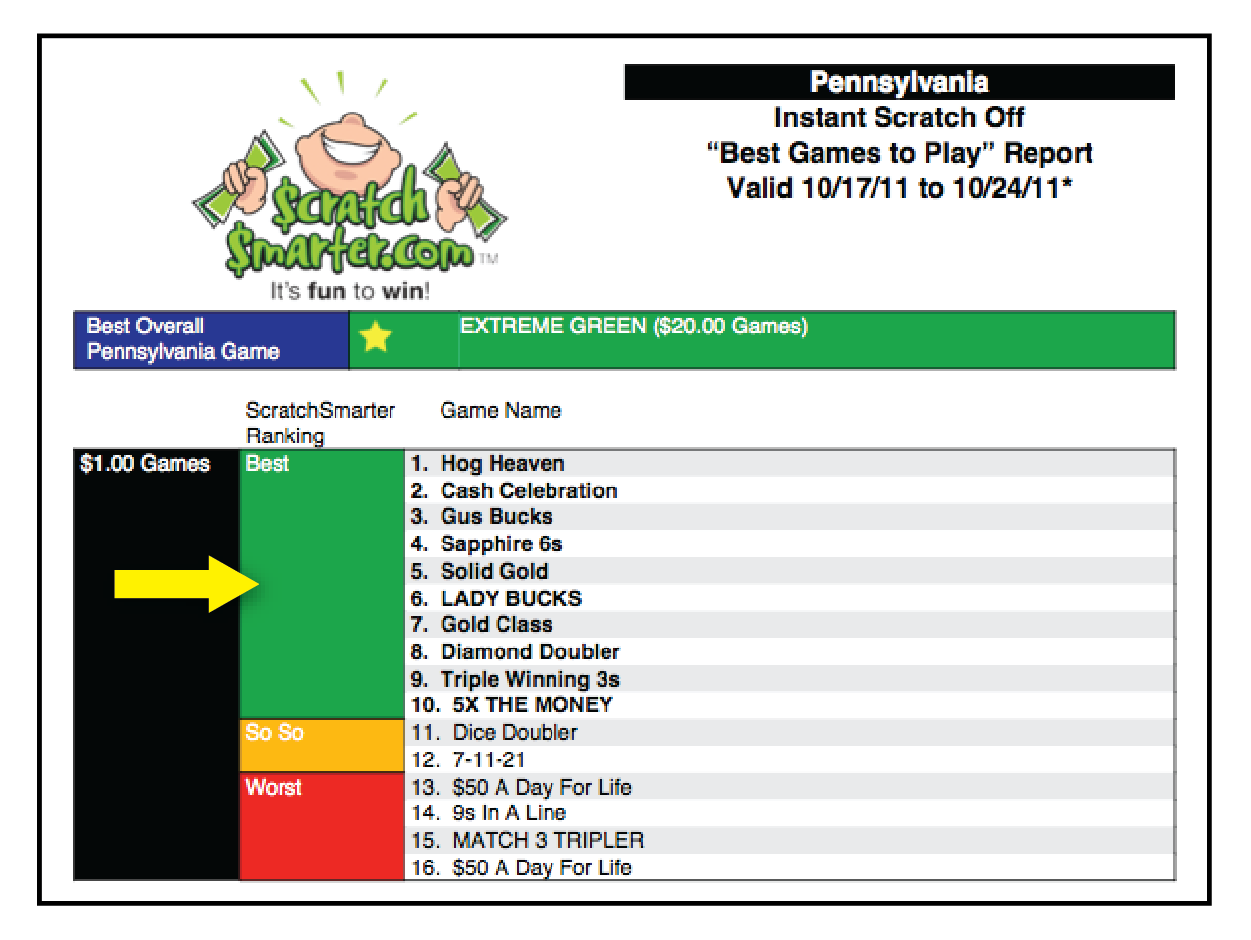 Pennsylvania
Instant Scratch Off
“Best Games to Play” Report
Valid 10/17/11 to 10/24/11*
$cratch
$marter.com TM
It's fun to win!
Best Overall
Pennsylvania Game
EXTREME GREEN ($20.00 Games)
ScratchSmarter Game Name
Ranking
$1.00 Games Best 1. Hog Heaven
2. Cash Celebration
3. Gus Bucks
4. Sapphire 6s
5. Solid Gold
6. LADY BUCKS
7. Gold Class
8. Diamond Doubler
9. Triple Winning 3s
10. 5X THE MONEY
So So 11. Dice Doubler
12. 7-11-21
Worst 13. $50 A Day For Life
14. 9s In A Line
15. MATCH 3 TRIPLER
16. $50 A Day For Life